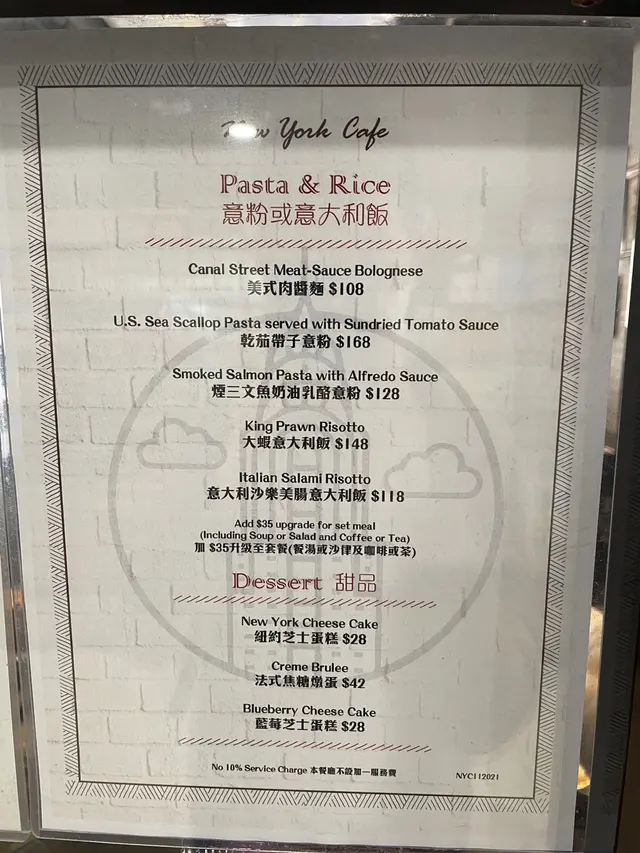 New York Cafe
Pasta & Rice
意粉或意大利飯
Canal Street Meat-Sauce Bolognese
美式肉醬麵 $108
U.S. Sea Scallop Pasta served with Sundried Tomato Sauce
乾茄帶子意粉 $168
Smoked Salmon Pasta with Alfredo Sauce
煙三文魚奶油乳酪意粉 $128
King Prawn Risotto
大蝦意大利飯 $148
Italian Salami Risotto
意大利沙樂美腸意大利飯 $118
Add $35 upgrade for set meal
(Including Soup or Salad and Coffee or Tea)
加 $35升級至套餐(餐湯或沙律及咖啡或茶)
Dessert 甜品
New York Cheese Cake
紐約芝士蛋糕 $28
Creme Brulee
法式焦糖燉蛋 $42
Blueberry Cheese Cake
藍莓芝士蛋糕 $28
No 10% Service Charge 本餐廳不設加一服務費
NYC112021